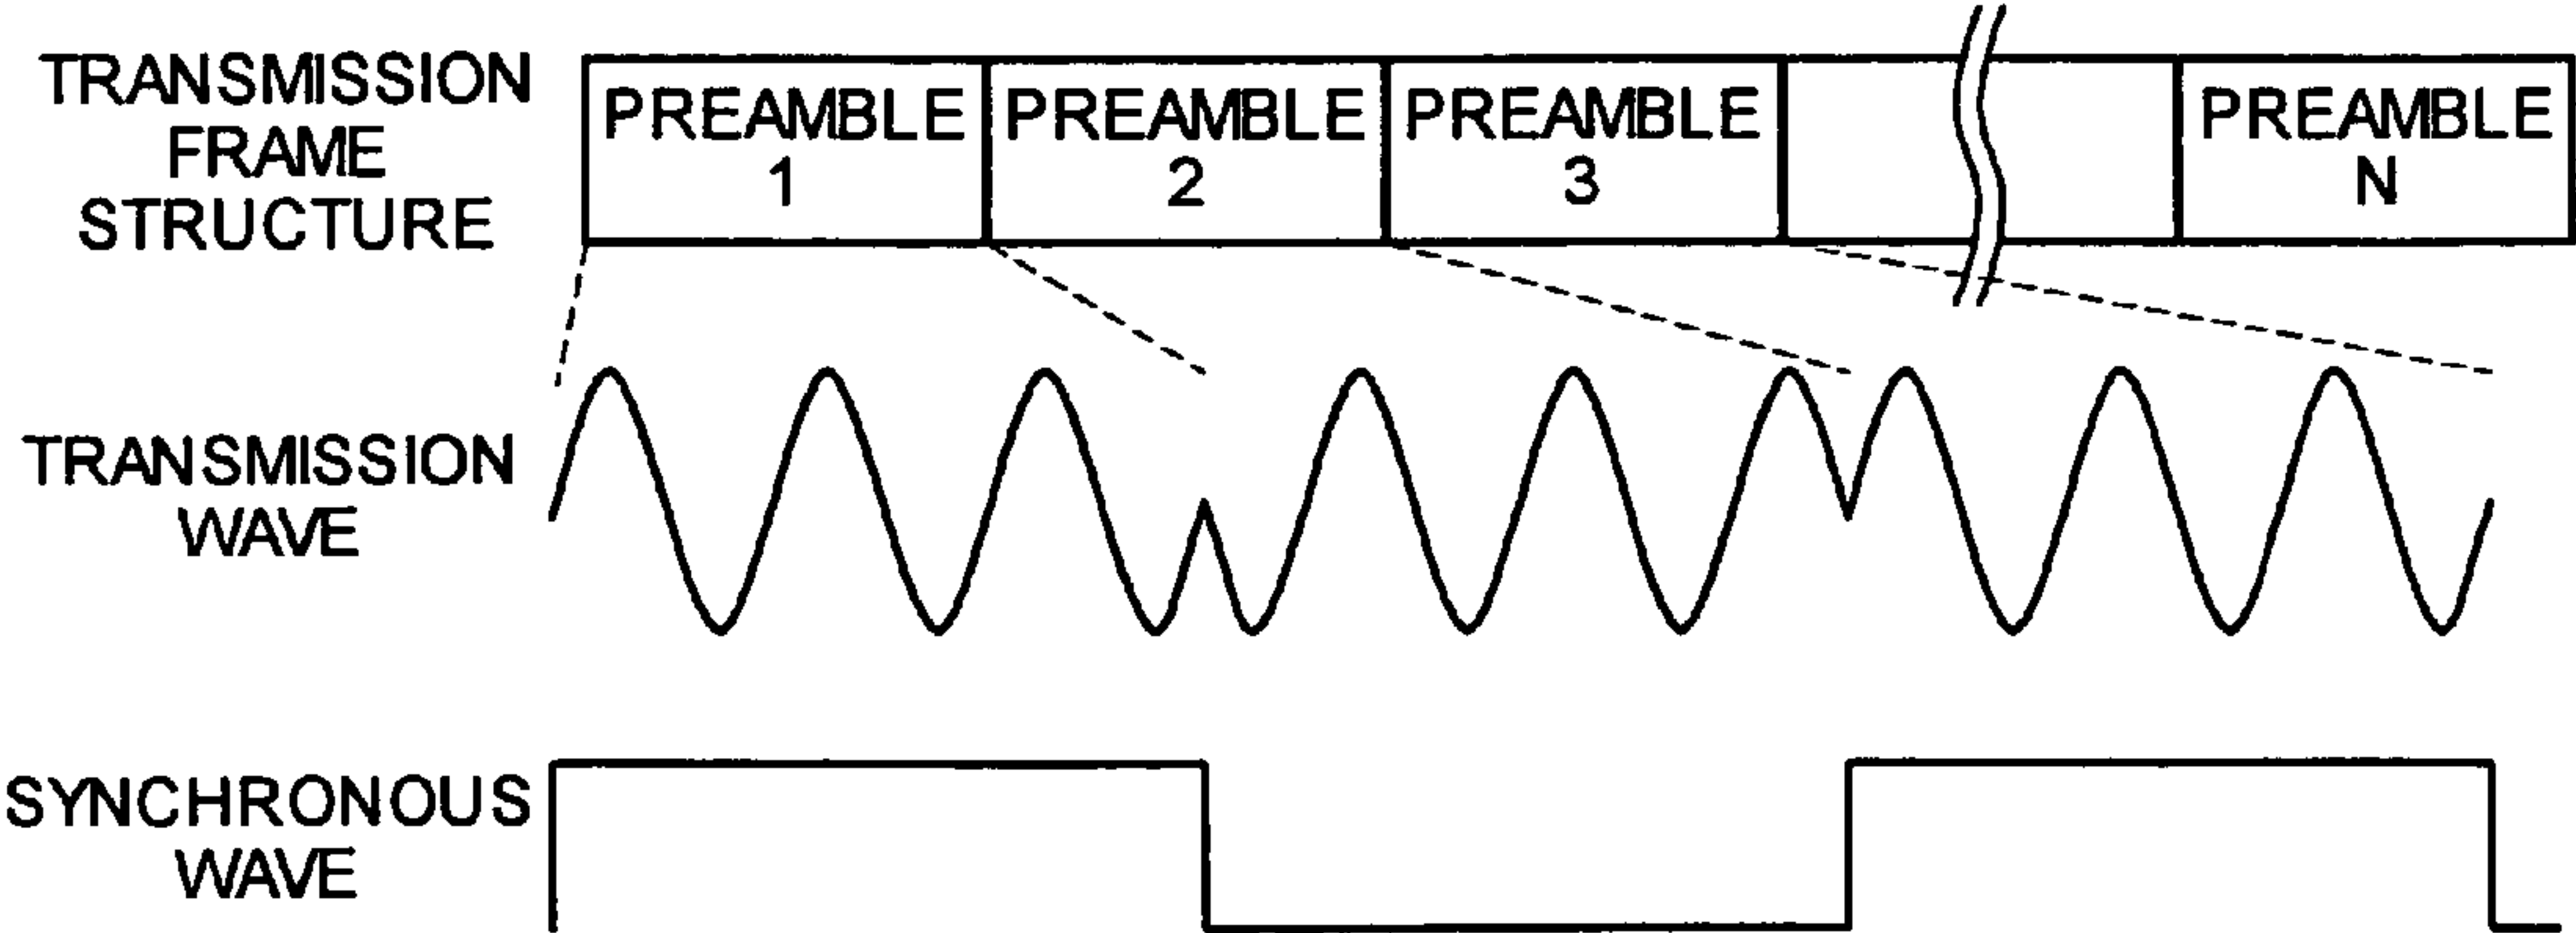 TRANSMISSION
FRAME
STRUCTURE
PREAMBLE
1
PREAMBLE
2
PREAMBLE
3
PREAMBLE
N
TRANSMISSION
WAVE
SYNCHRONOUS
WAVE